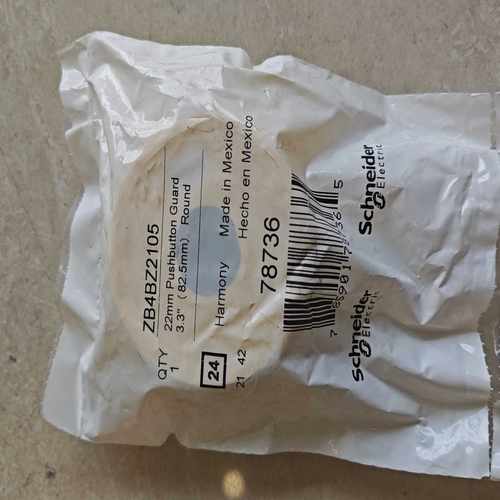 ZB4BZ2105
22mm Pushbutton Guard
3.3" (82.5mm), Round
QTY
1
24
Harmony Made in Mexico
Hecho en Mexico
21 42
78736
Schneider
Electric
Schneider
Electric